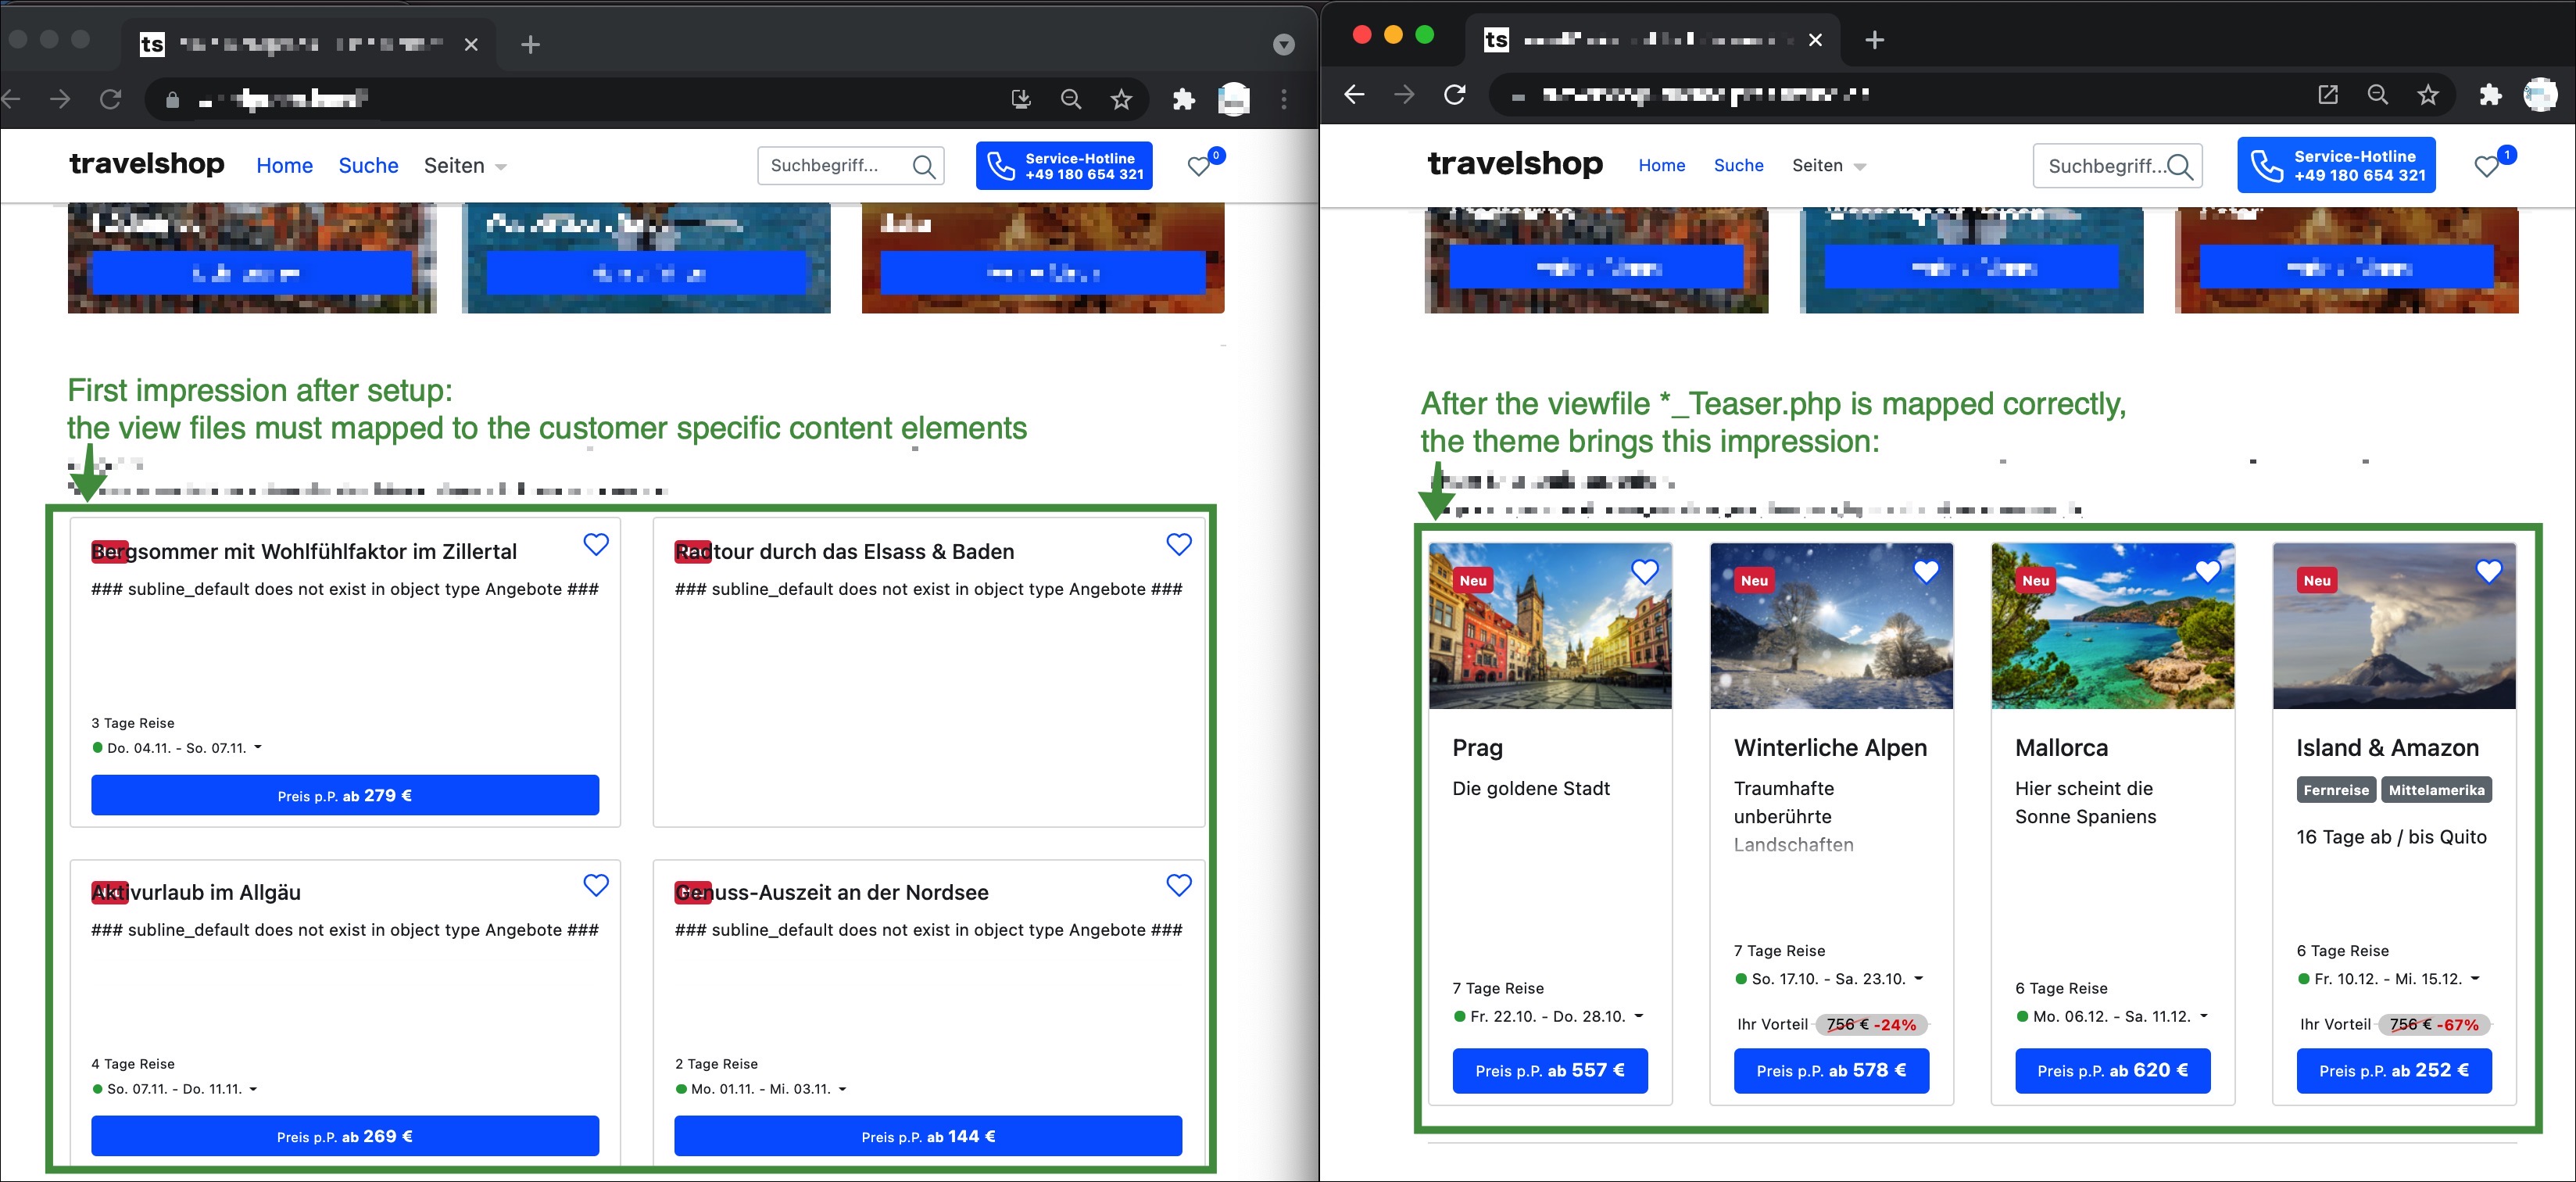 ts
travelshop
Home
Suche
Seiten
Suchbegriff...
Service-Hotline
+49 180 654 321
0
First impression after setup:
the view files must mapped to the customer specific content elements
Bergsommer mit Wohlfühlfaktor im Zillertal
### subline_default does not exist in object type Angebote ###
3 Tage Reise
Do. 04.11. - So. 07.11.
Preis p.P. ab 279 €
Radtour durch das Elsass & Baden
### subline_default does not exist in object type Angebote ###
Aktivurlaub im Allgäu
### subline_default does not exist in object type Angebote ###
4 Tage Reise
So. 07.11. - Do. 11.11.
Preis p.P. ab 269 €
Genuss-Auszeit an der Nordsee
### subline_default does not exist in object type Angebote ###
2 Tage Reise
Mo. 01.11. - Mi. 03.11.
Preis p.P. ab 144 €
ts
travelshop
Home
Suche
Seiten
Suchbegriff...
Service-Hotline
+49 180 654 321
1
After the viewfile *_Teaser.php is mapped correctly,
the theme brings this impression:
Neu
Prag
Die goldene Stadt
7 Tage Reise
Fr. 22.10. - Do. 28.10.
Preis p.P. ab 557 €
Neu
Winterliche Alpen
Traumhafte
unberührte
Landschaften
7 Tage Reise
So. 17.10. - Sa. 23.10.
Ihr Vorteil 756 € -24%
Preis p.P. ab 578 €
Neu
Mallorca
Hier scheint die
Sonne Spaniens
6 Tage Reise
Mo. 06.12. - Sa. 11.12.
Preis p.P. ab 620 €
Neu
Island & Amazon
Fernreise Mittelamerika
16 Tage ab / bis Quito
6 Tage Reise
Fr. 10.12. - Mi. 15.12.
Ihr Vorteil 756 € -67%
Preis p.P. ab 252 €